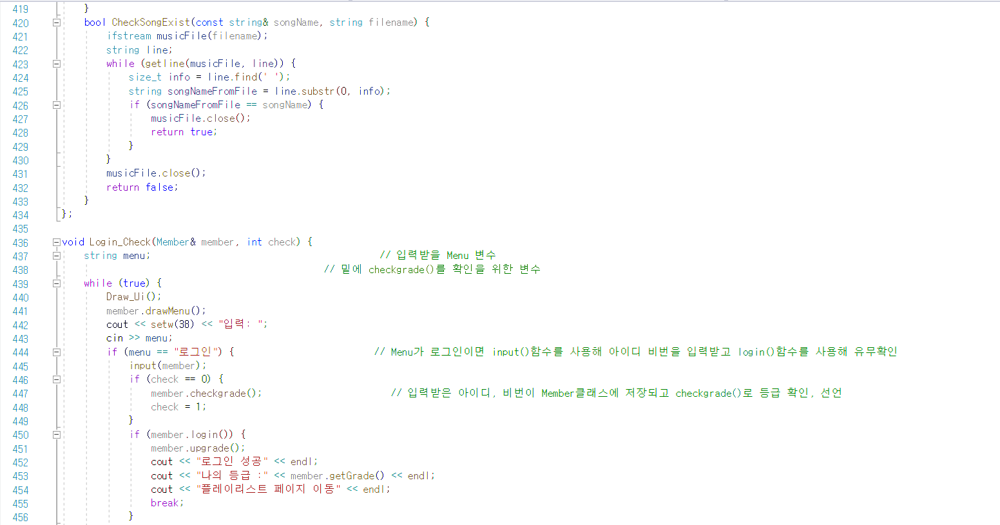 419 }
420 bool CheckSongExist(const string& songName, string filename) {
421 ifstream musicFile(filename);
422 string line;
423 while (getline(musicFile, line)) {
424 size_t info = line.find(' ');
425 string songNameFromFile = line.substr(0, info);
426 if (songNameFromFile == songName) {
427 musicFile.close();
428 return true;
429 }
430 }
431 musicFile.close();
432 return false;
433 }
434 };
435
436 void Login_Check(Member& member, int check) {
437 string menu; // 입력받을 Menu 변수
438 // 밑에 checkgrade()를 확인을 위한 변수
439 while (true) {
440 Draw_Ui();
441 member.drawMenu();
442 cout << setw(38) << "입력: ";
443 cin >> menu;
444 if (menu == "로그인") { // Menu가 로그인이면 input()함수를 사용해 아이디 비번을 입력받고 login()함수를 사용해 유무확인
445 input(member);
446 if (check == 0) {
447 member.checkgrade(); // 입력받은 아이디, 비번이 Member클래스에 저장되고 checkgrade()로 등급 확인, 선언
448 check = 1;
449 }
450 if (member.login()) {
451 member.upgrade();
452 cout << "로그인 성공" << endl;
453 cout << "나의 등급 :" << member.getGrade() << endl;
454 cout << "플레이리스트 페이지 이동" << endl;
455 break;
456 }